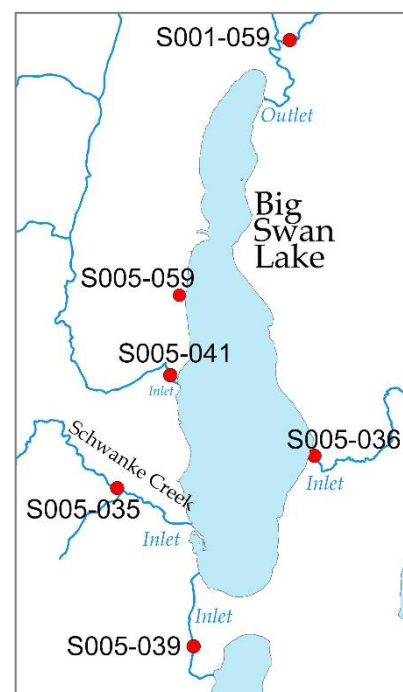 S001-059
Outlet
Big
Swan
Lake
S005-059
S005-041
Inlet
Schwanke Creek
S005-036
Inlet
S005-035
Inlet
Inlet
S005-039